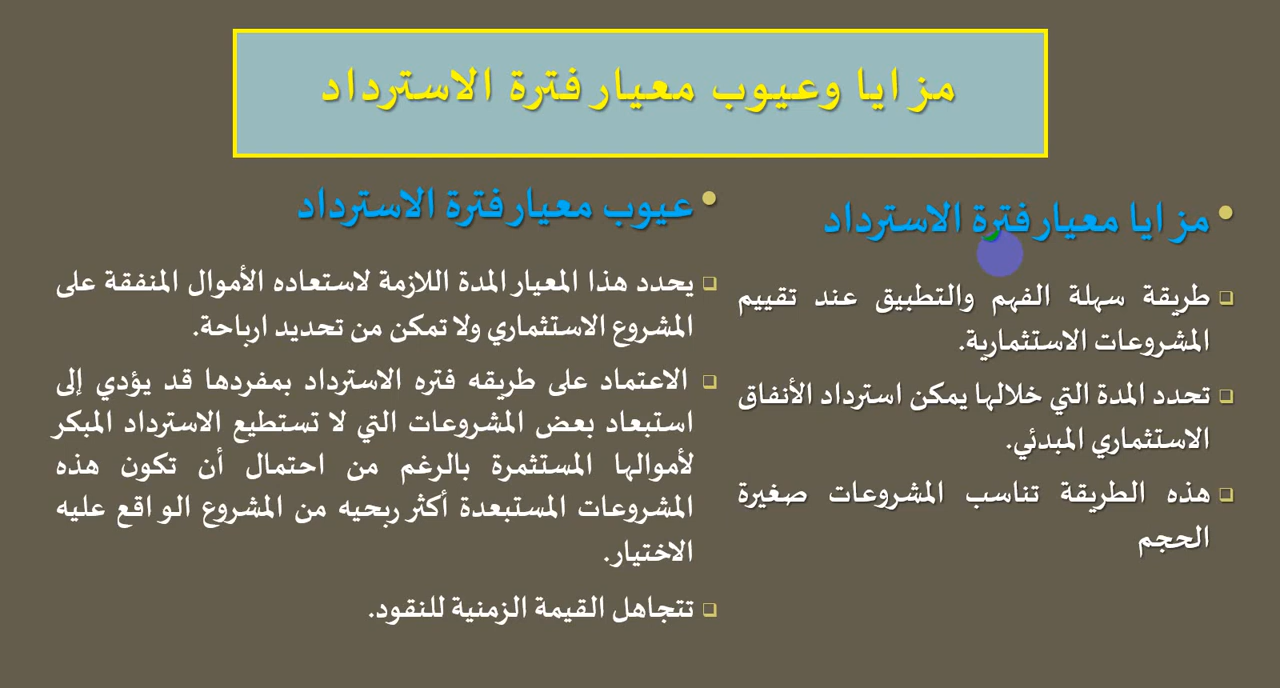 مزايا وعيوب معيار فترة الاسترداد
مزايا معيار فترة الاسترداد
طريقة سهلة الفهم والتطبيق عند تقييم
المشروعات الاستثمارية.
تحدد المدة التي خلالها يمكن استرداد الأنفاق
الاستثماري المبدئي.
هذه الطريقة تناسب المشروعات صغيرة
الحجم
عيوب معيار فترة الاسترداد
يحدد هذا المعيار المدة اللازمة لاستعاده الأموال المنفقة على
المشروع الاستثماري ولا تمكن من تحديد ارباحة.
الاعتماد على طريقه فتره الاسترداد بمفردها قد يؤدي إلى
استبعاد بعض المشروعات التي لا تستطيع الاسترداد المبكر
لأموالها المستثمرة بالرغم من احتمال أن تكون هذه
المشروعات المستبعدة أكثر ربحيه من المشروع الواقع عليه
الاختيار.
تتجاهل القيمة الزمنية للنقود.